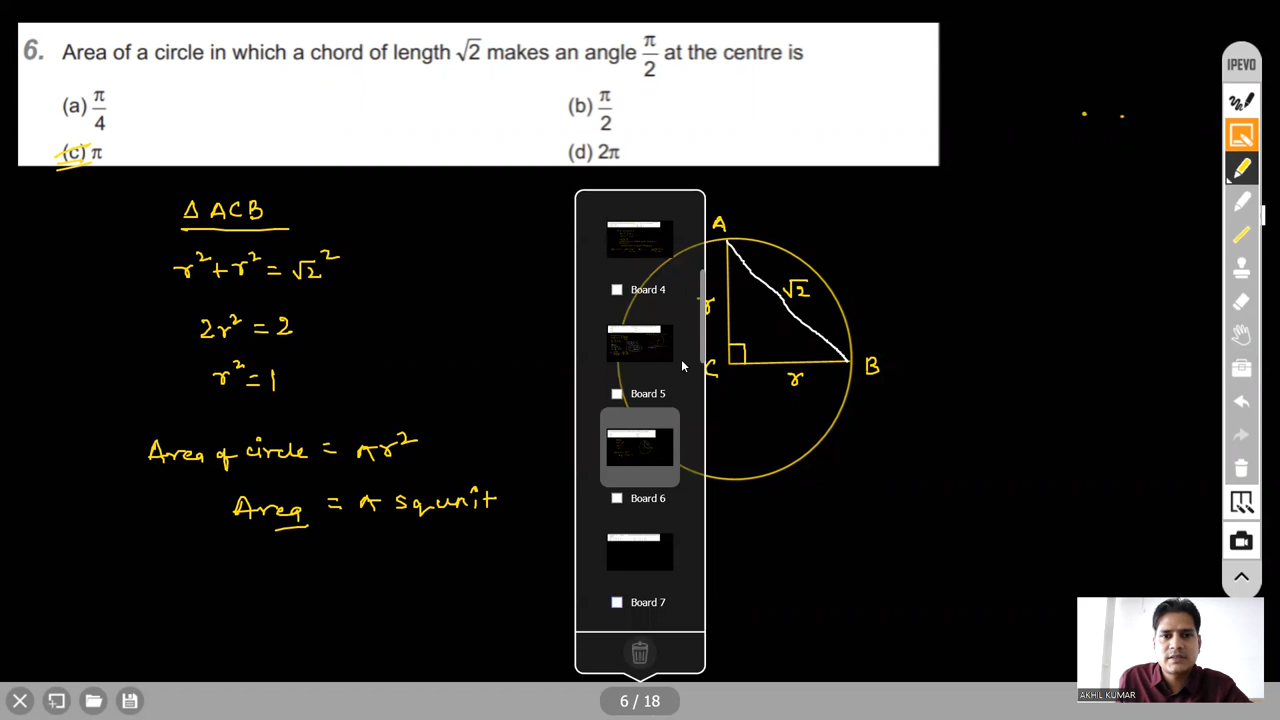 6. Area of a circle in which a chord of length √2 makes an angle π/2 at the centre is
(a) π/4
(b) π/2
(c) π
(d) 2π
Δ ACB
r² + r² = √2²
2r² = 2
r² = 1
Area of circle = πr²
Area = π sq unit
A
√2
r
C
r
B
Board 4
Board 5
Board 6
Board 7
6 / 18
IPEVO
AKHIL KUMAR